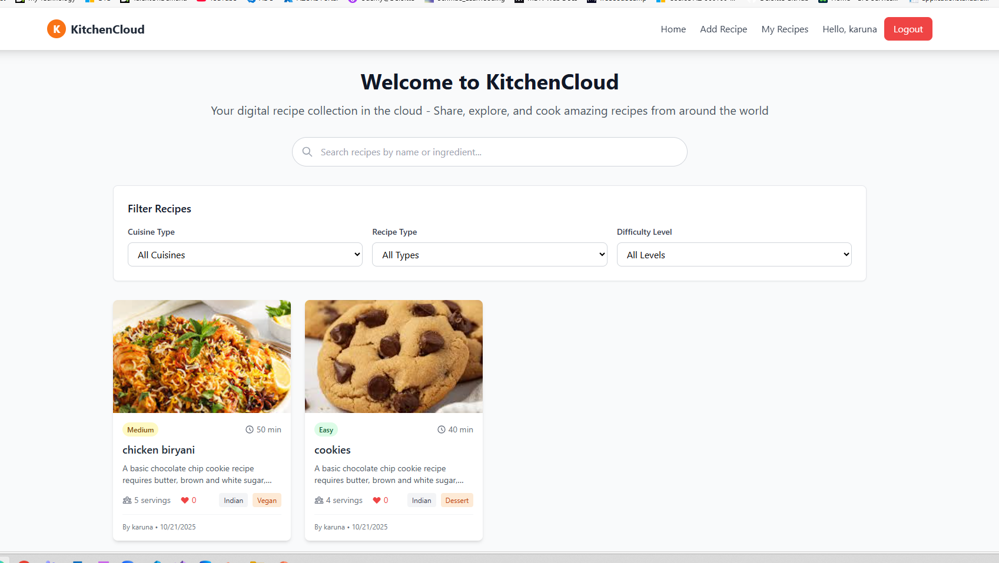 K KitchenCloud
Home Add Recipe My Recipes Hello, karuna Logout
Welcome to KitchenCloud
Your digital recipe collection in the cloud - Share, explore, and cook amazing recipes from around the world
Search recipes by name or ingredient...
Filter Recipes
Cuisine Type Recipe Type Difficulty Level
All Cuisines All Types All Levels
Medium 50 min
chicken biryani
A basic chocolate chip cookie recipe
requires butter, brown and white sugar,...
5 servings 0 Indian Vegan
By karuna • 10/21/2025
Easy 40 min
cookies
A basic chocolate chip cookie recipe
requires butter, brown and white sugar,...
4 servings 0 Indian Dessert
By karuna • 10/21/2025